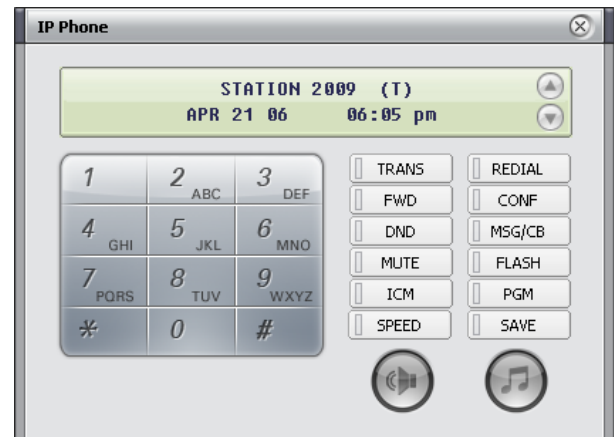 IP Phone
STATION 2009 (T)
APR 21 06 06:05 pm
1 2 ABC 3 DEF
4 GHI 5 JKL 6 MNO
7 PQRS 8 TUV 9 WXYZ
* 0 #
TRANS REDIAL
FWD CONF
DND MSG/CB
MUTE FLASH
ICM PGM
SPEED SAVE